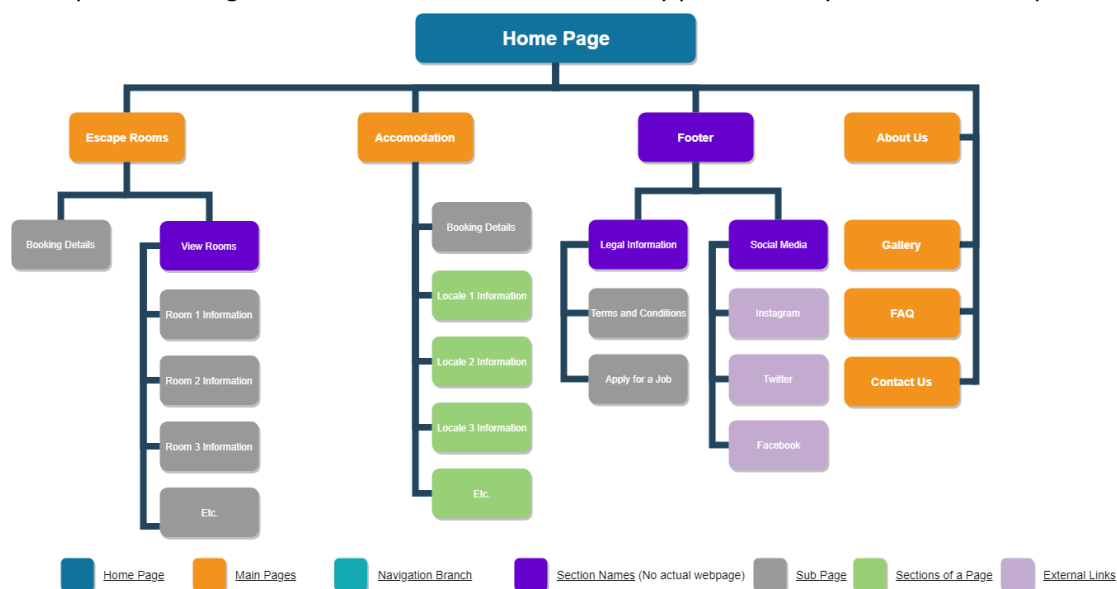 Home Page
Escape Rooms
Accomodation
Footer
About Us
Booking Details
View Rooms
Booking Details
Legal Information
Social Media
Gallery
Room 1 Information
Locale 1 Information
Terms and Conditions
Instagram
FAQ
Room 2 Information
Locale 2 Information
Apply for a Job
Twitter
Contact Us
Room 3 Information
Locale 3 Information
Facebook
Etc.
Etc.
Home Page
Main Pages
Navigation Branch
Section Names (No actual webpage)
Sub Page
Sections of a Page
External Links